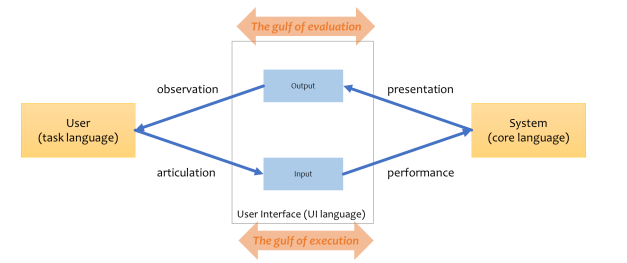 The gulf of evaluation
observation
Output
presentation
User
(task language)
System
(core language)
articulation
Input
performance
User Interface (UI language)
The gulf of execution